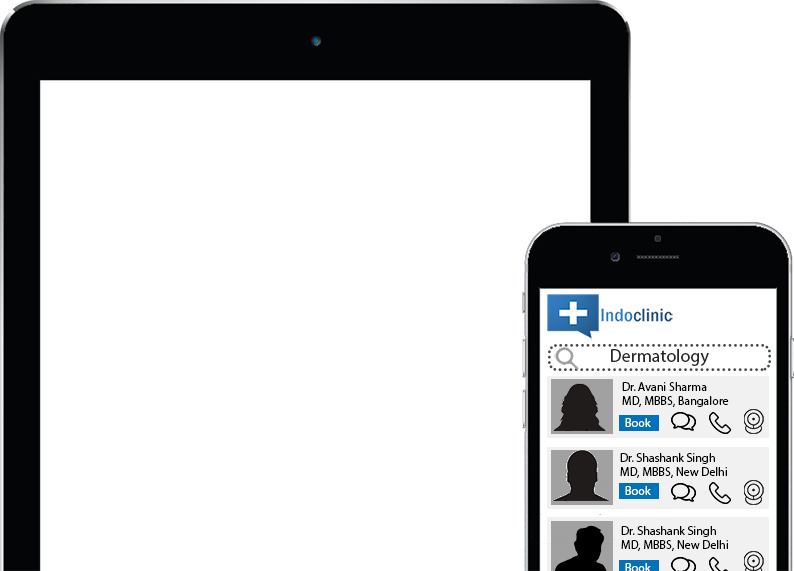 Indoclinic
Dermatology
Dr. Avani Sharma
MD, MBBS, Bangalore
Book
Dr. Shashank Singh
MD, MBBS, New Delhi
Book
Dr. Shashank Singh
MD, MBBS, New Delhi
Book